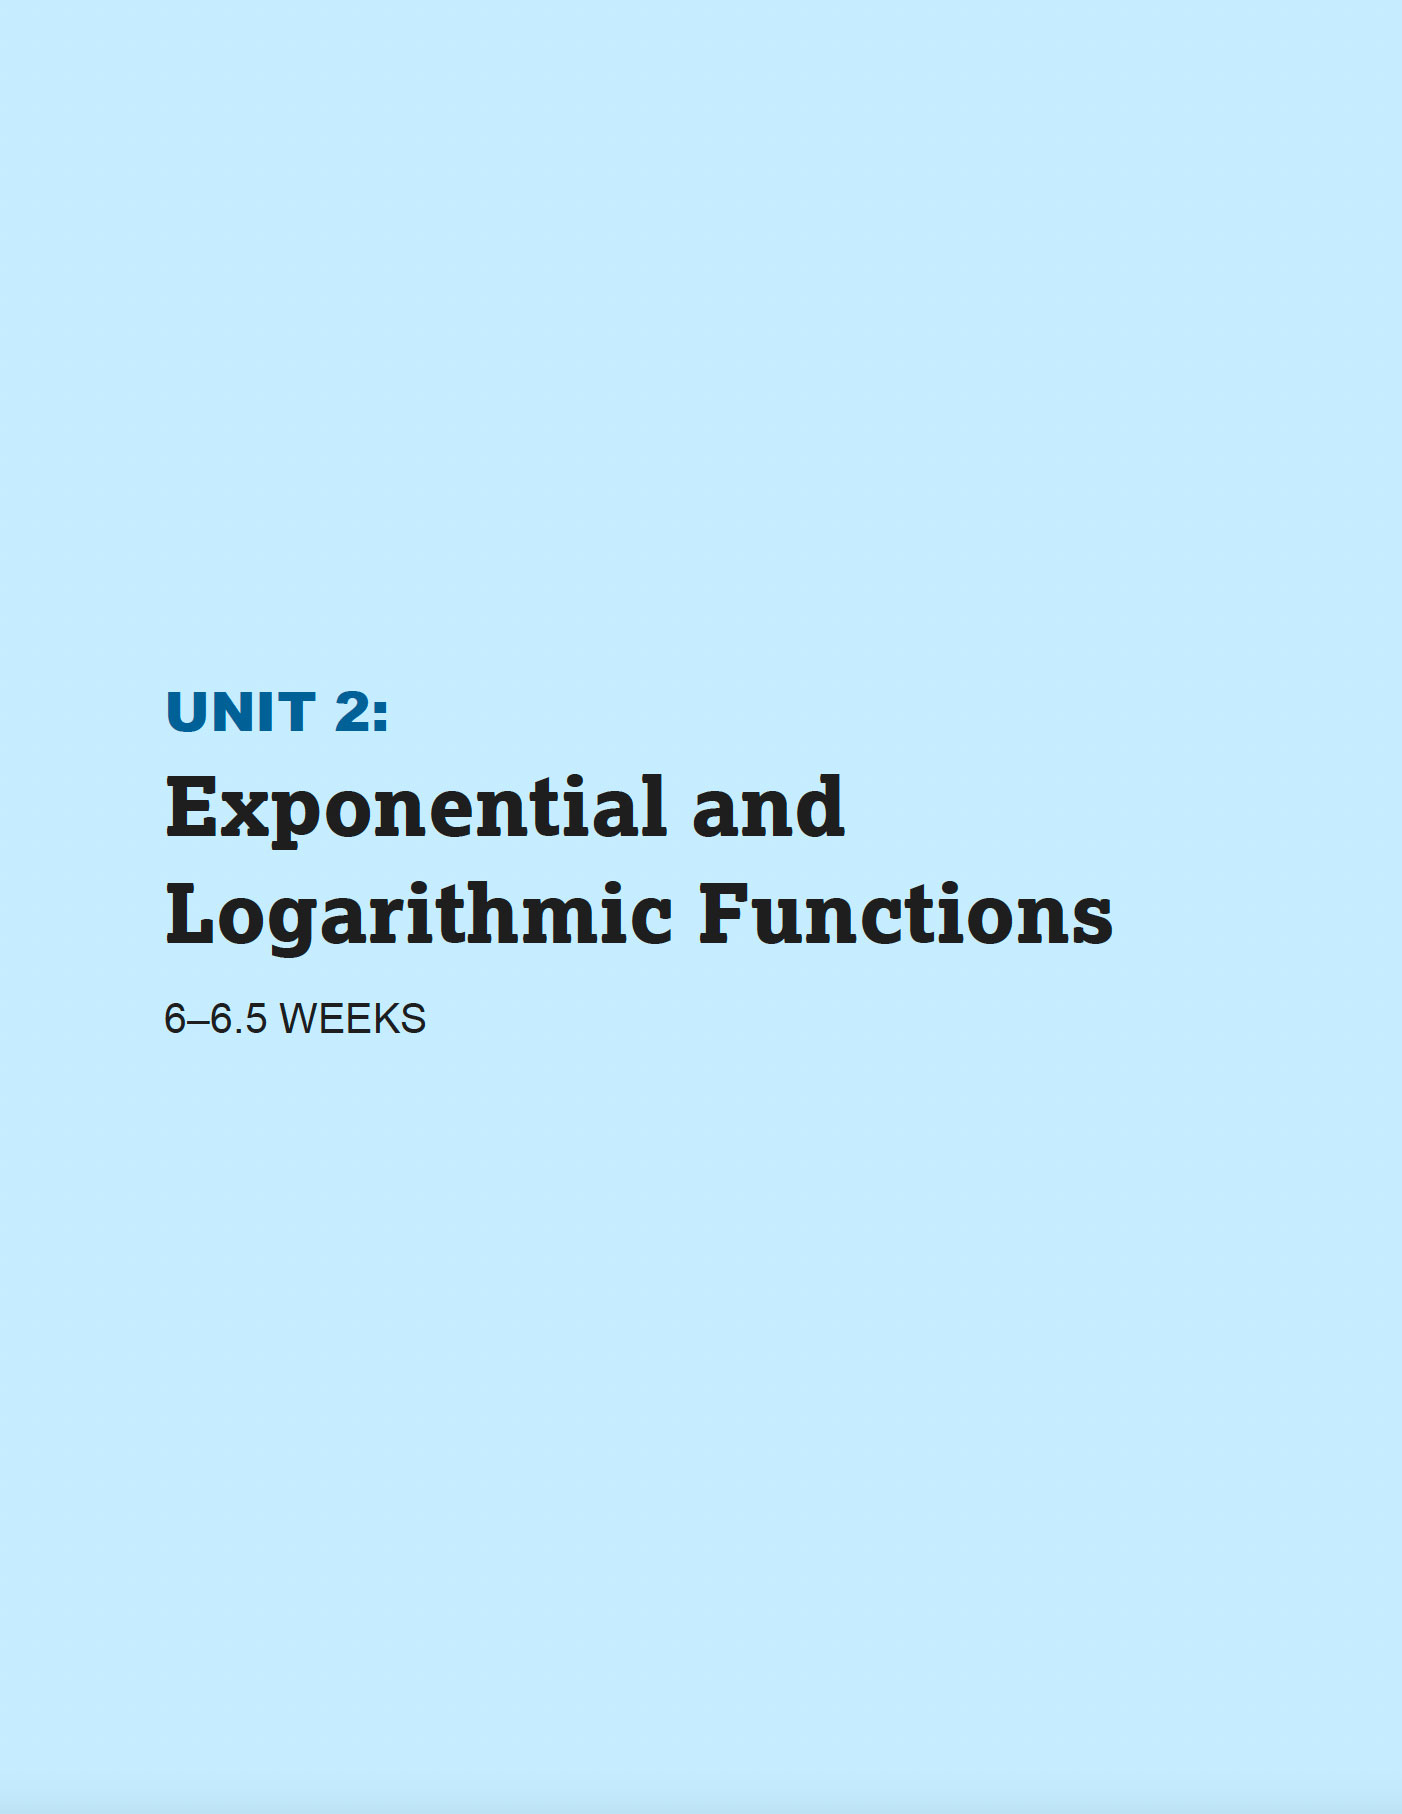 UNIT 2:
Exponential and
Logarithmic Functions
6–6.5 WEEKS